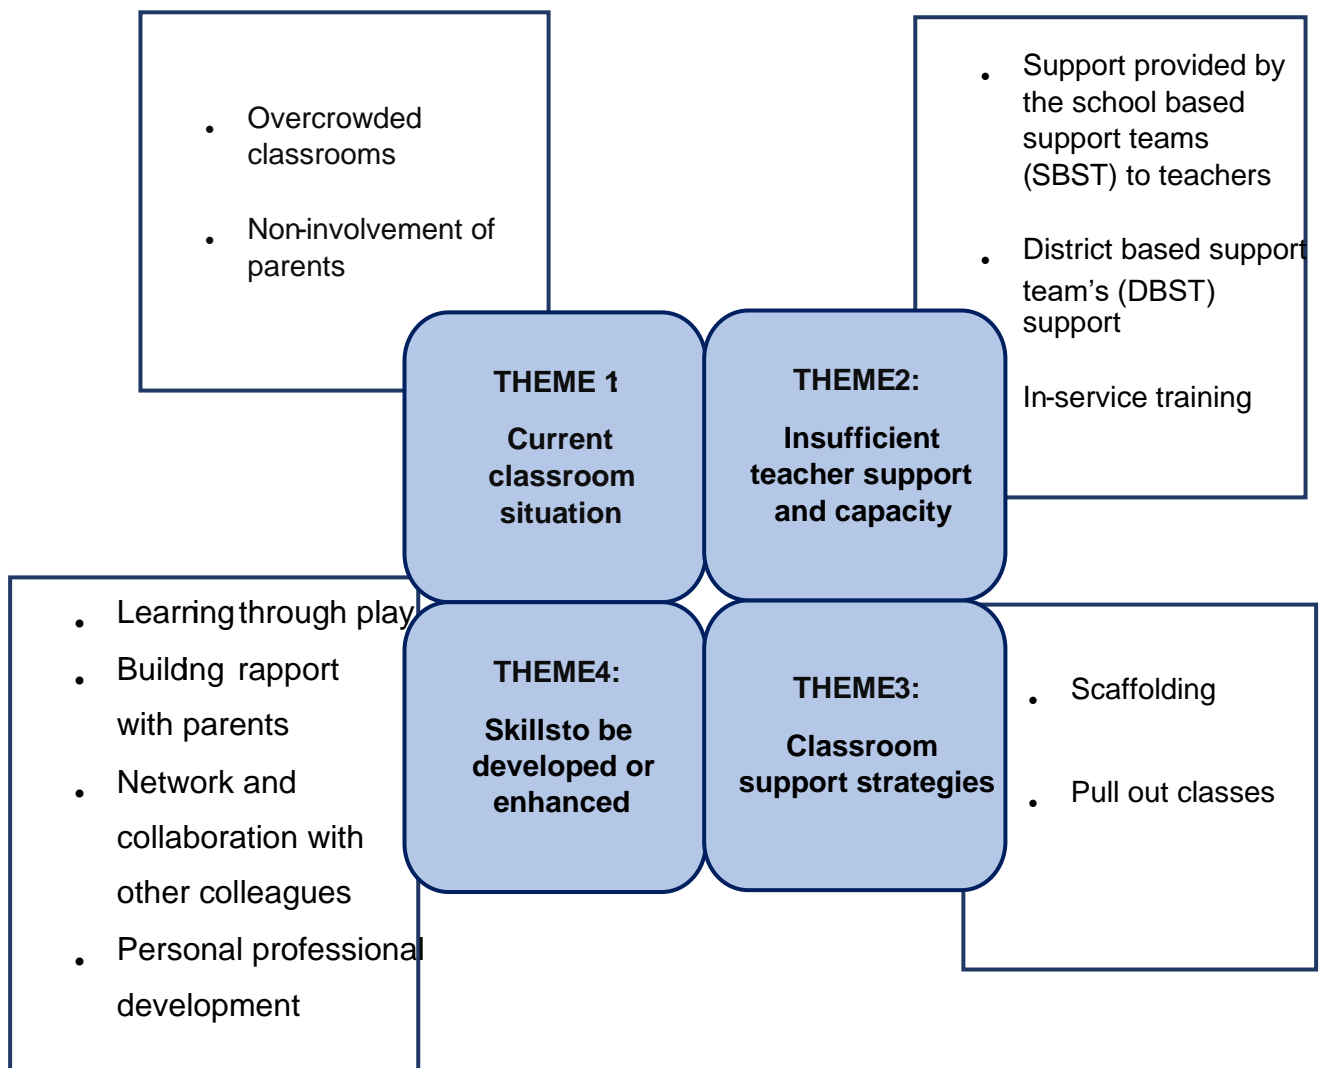 • Overcrowded
classrooms
• Non-involvement of
parents
• Support provided by
the school based
support teams
(SBST) to teachers
• District based support
team's (DBST)
support
In-service training
THEME 1:
Current
classroom
situation
THEME2:
Insufficient
teacher support
and capacity
• Learning through play
• Building rapport
with parents
• Network and
collaboration with
other colleagues
• Personal professional
development
THEME4:
Skillsto be
developed or
enhanced
THEME3:
Classroom
support strategies
• Scaffolding
• Pull out classes